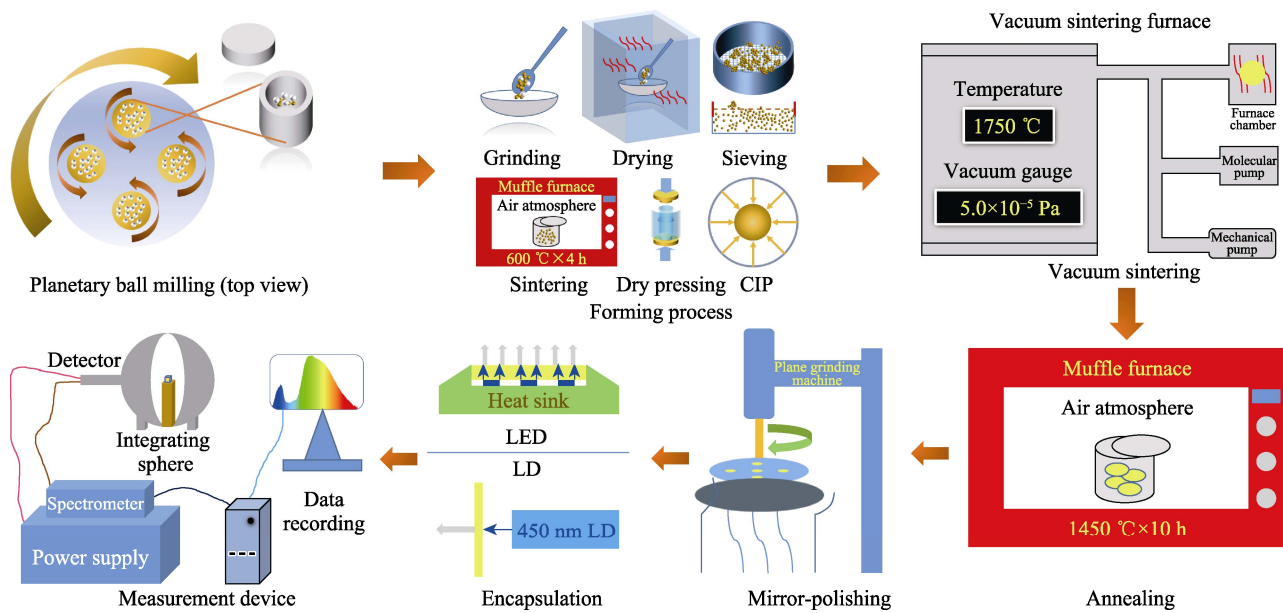 Planetary ball milling (top view)
Grinding
Drying
Sieving
Muffle furnace
Air atmosphere
600 ℃×4 h
Sintering
Dry pressing
CIP
Forming process
Vacuum sintering furnace
Temperature
1750 ℃
Vacuum gauge
5.0×10⁻⁵ Pa
Furnace
chamber
Molecular
pump
Mechanical
pump
Vacuum sintering
Muffle furnace
Air atmosphere
1450 ℃×10 h
Annealing
Plane grinding
machine
Mirror-polishing
Heat sink
LED
LD
450 nm LD
Encapsulation
Detector
Integrating
sphere
Data
recording
Spectrometer
Power supply
Measurement device